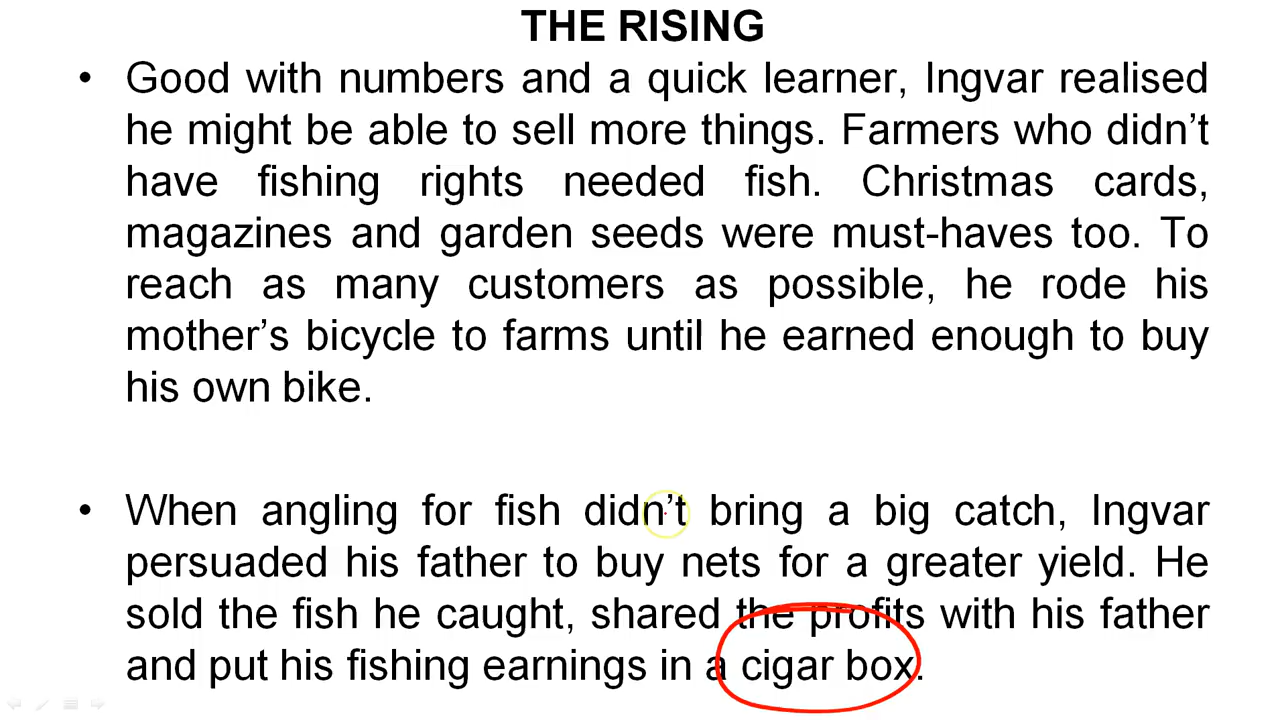 THE RISING
• Good with numbers and a quick learner, Ingvar realised
he might be able to sell more things. Farmers who didn’t
have fishing rights needed fish. Christmas cards,
magazines and garden seeds were must-haves too. To
reach as many customers as possible, he rode his
mother’s bicycle to farms until he earned enough to buy
his own bike.
• When angling for fish didn’t bring a big catch, Ingvar
persuaded his father to buy nets for a greater yield. He
sold the fish he caught, shared the profits with his father
and put his fishing earnings in a cigar box.